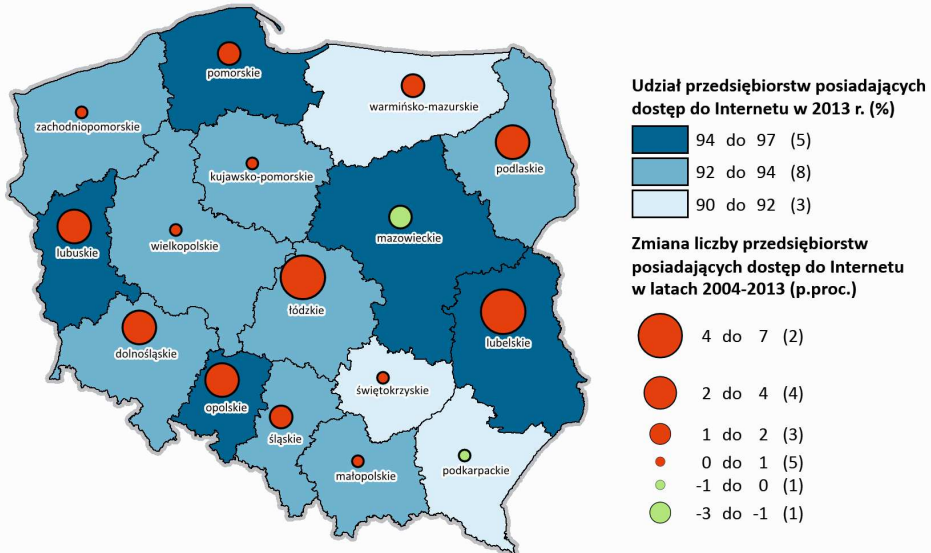 pomorskie
warmińsko-mazurskie
zachodniopomorskie
podlaskie
kujawsko-pomorskie
mazowieckie
lubuskie
wielkopolskie
łódzkie
lubelskie
dolnośląskie
świętokrzyskie
opolskie
śląskie
małopolskie
podkarpackie
Udział przedsiębiorstw posiadających
dostęp do Internetu w 2013 r. (%)
94 do 97 (5)
92 do 94 (8)
90 do 92 (3)
Zmiana liczby przedsiębiorstw
posiadających dostęp do Internetu
w latach 2004-2013 (p.proc.)
4 do 7 (2)
2 do 4 (4)
1 do 2 (3)
0 do 1 (5)
-1 do 0 (1)
-3 do -1 (1)